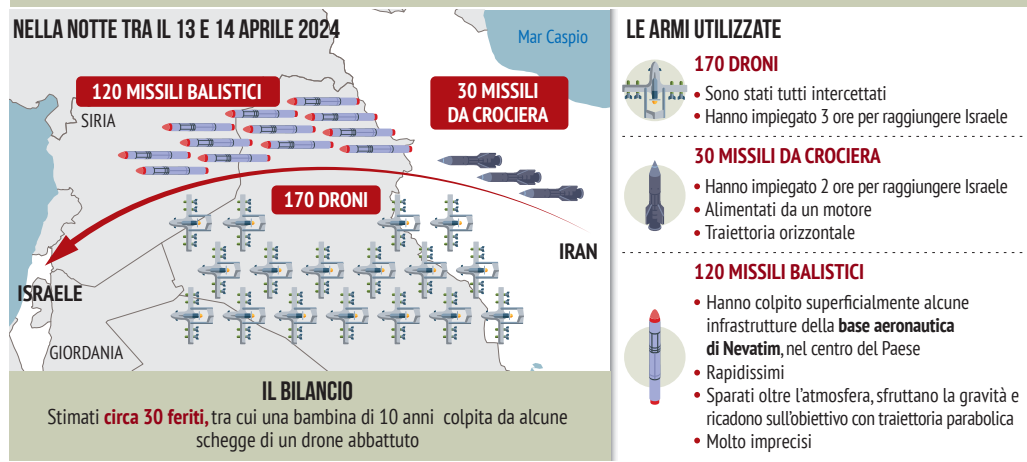 NELLA NOTTE TRA IL 13 E 14 APRILE 2024
Mar Caspio
120 MISSILI BALISTICI
SIRIA
30 MISSILI
DA CROCIERA
170 DRONI
IRAN
ISRAELE
GIORDANIA
IL BILANCIO
Stimati circa 30 feriti, tra cui una bambina di 10 anni colpita da alcune
schegge di un drone abbattuto
LE ARMI UTILIZZATE
170 DRONI
• Sono stati tutti intercettati
• Hanno impiegato 3 ore per raggiungere Israele
30 MISSILI DA CROCIERA
• Hanno impiegato 2 ore per raggiungere Israele
• Alimentati da un motore
• Traiettoria orizzontale
120 MISSILI BALISTICI
• Hanno colpito superficialmente alcune
infrastrutture della base aeronautica
di Nevatim, nel centro del Paese
• Rapidissimi
• Sparati oltre l'atmosfera, sfruttano la gravità e
ricadono sull'obiettivo con traiettoria parabolica
• Molto imprecisi